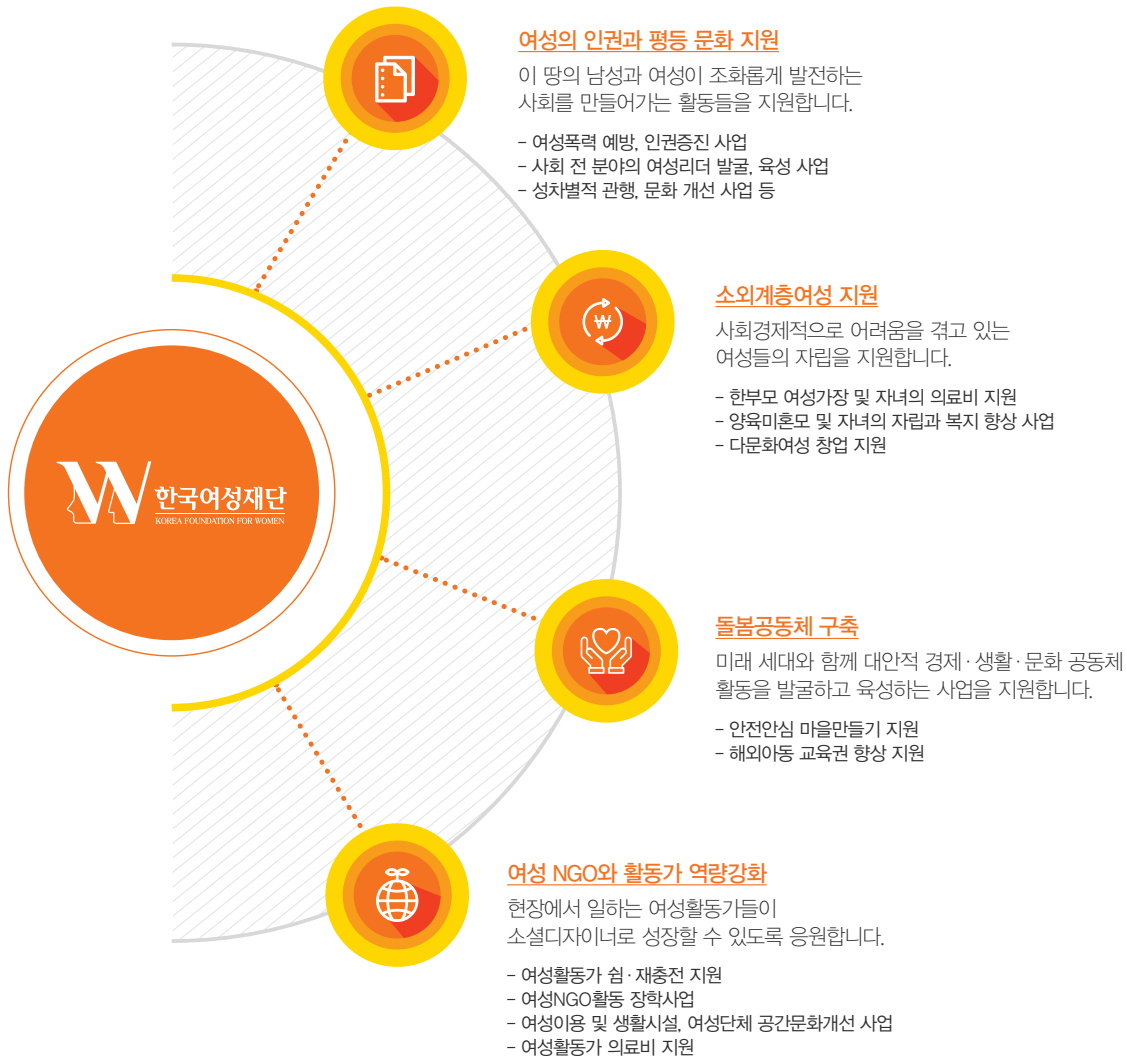 여성의 인권과 평등 문화 지원
이 땅의 남성과 여성이 조화롭게 발전하는
사회를 만들어가는 활동들을 지원합니다.
- 여성폭력 예방, 인권증진 사업
- 사회 전 분야의 여성리더 발굴, 육성 사업
- 성차별적 관행, 문화 개선 사업 등
소외계층여성 지원
사회경제적으로 어려움을 겪고 있는
여성들의 자립을 지원합니다.
- 한부모 여성가장 및 자녀의 의료비 지원
- 양육미혼모 및 자녀의 자립과 복지 향상 사업
- 다문화여성 창업 지원
W 한국여성재단
KOREA FOUNDATION FOR WOMEN
돌봄공동체 구축
미래 세대와 함께 대안적 경제·생활·문화 공동체
활동을 발굴하고 육성하는 사업을 지원합니다.
- 안전안심 마을만들기 지원
- 해외아동 교육권 향상 지원
여성 NGO와 활동가 역량강화
현장에서 일하는 여성활동가들이
소셜디자이너로 성장할 수 있도록 응원합니다.
- 여성활동가 쉼·재충전 지원
- 여성NGO활동 장학사업
- 여성이용 및 생활시설, 여성단체 공간문화개선 사업
- 여성활동가 의료비 지원